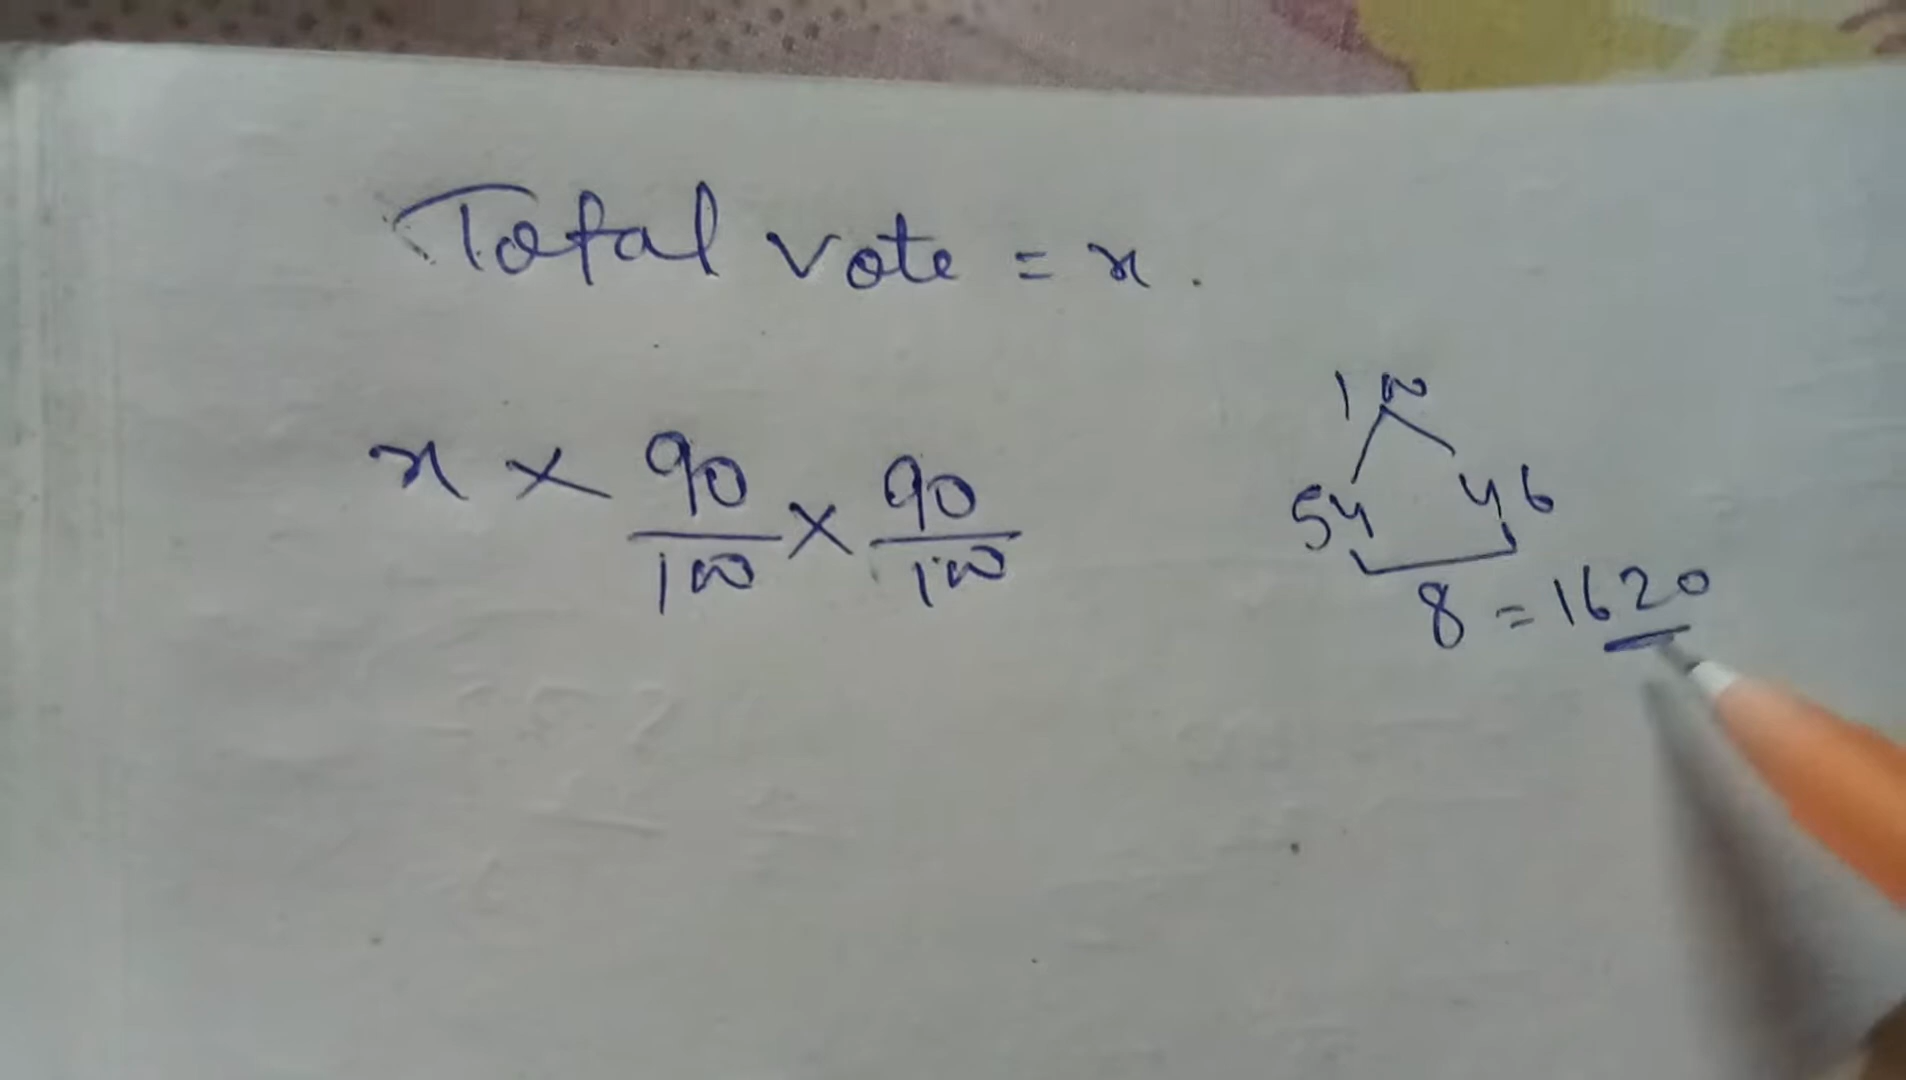 Total vote = x.
x × 90/100 × 90/100
100
54 46
8 = 1620